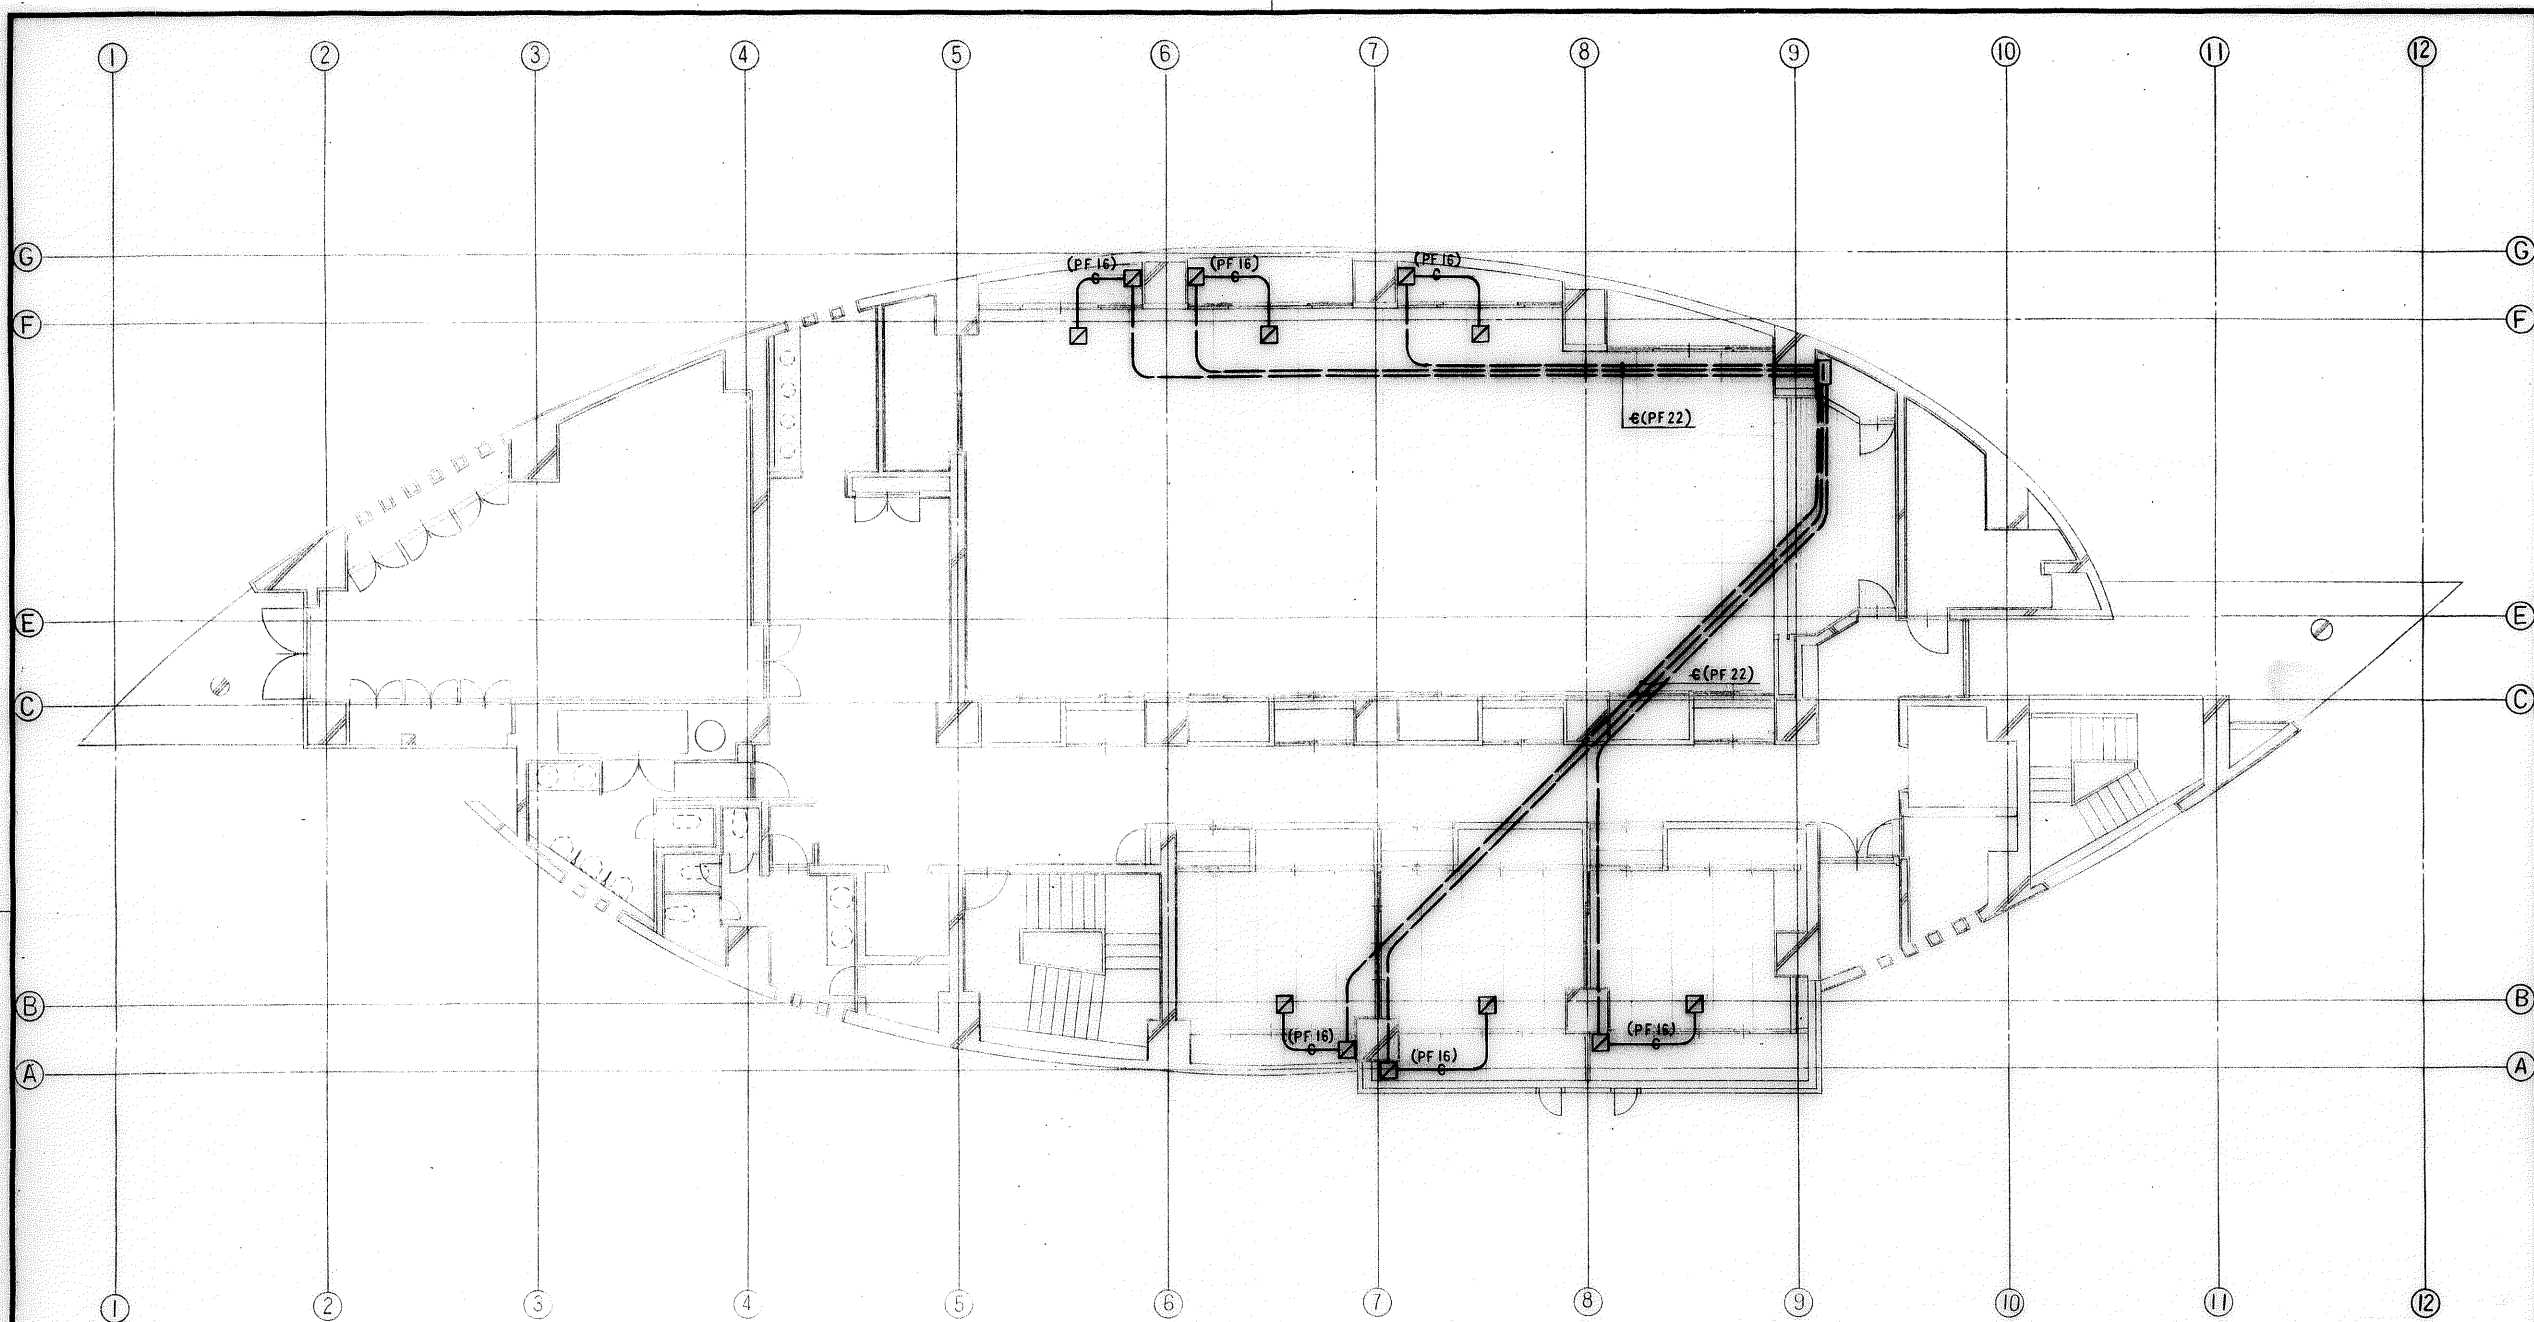 1 2 3 4 5 6 7 8 9 10 11 12
G G
(PF 16) (PF 16) (PF 16)
F F
€(PF 22)
E E
€(PF 22)
C C
B B
(PF 16) (PF 16) (PF 16)
A A
1 2 3 4 5 6 7 8 9 10 11 12